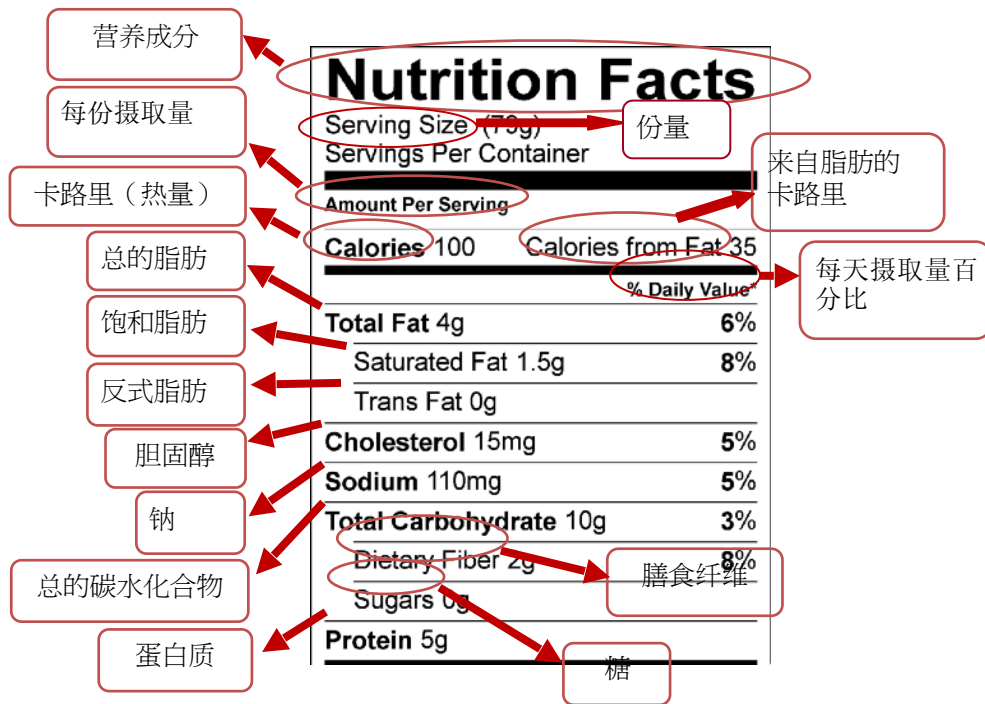 营养成分
Nutrition Facts
每份摄取量
Serving Size (79g)
份量
Servings Per Container
来自脂肪的
卡路里
卡路里（热量）
Amount Per Serving
Calories 100 Calories from Fat 35
总的脂肪
每天摄取量百
分比
% Daily Value*
饱和脂肪
Total Fat 4g 6%
Saturated Fat 1.5g 8%
反式脂肪
Trans Fat 0g
胆固醇
Cholesterol 15mg 5%
Sodium 110mg 5%
钠
Total Carbohydrate 10g 3%
Dietary Fiber 2g 8%
膳食纤维
总的碳水化合物
Sugars 0g
蛋白质
Protein 5g
糖